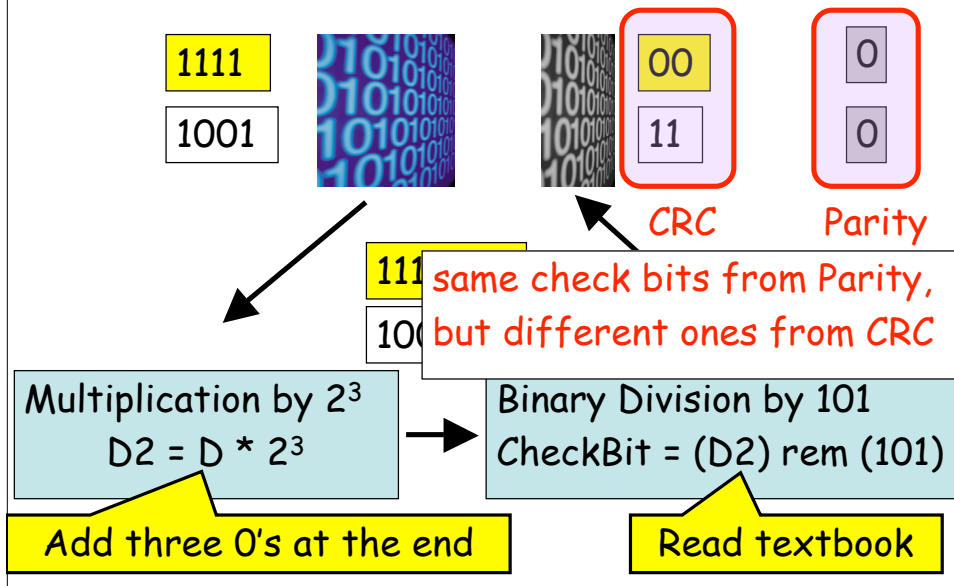 1111
00
0
1001
11
0
CRC
Parity
111
same check bits from Parity,
100
but different ones from CRC
Multiplication by 2³
D2 = D * 2³
Binary Division by 101
CheckBit = (D2) rem (101)
Add three 0's at the end
Read textbook